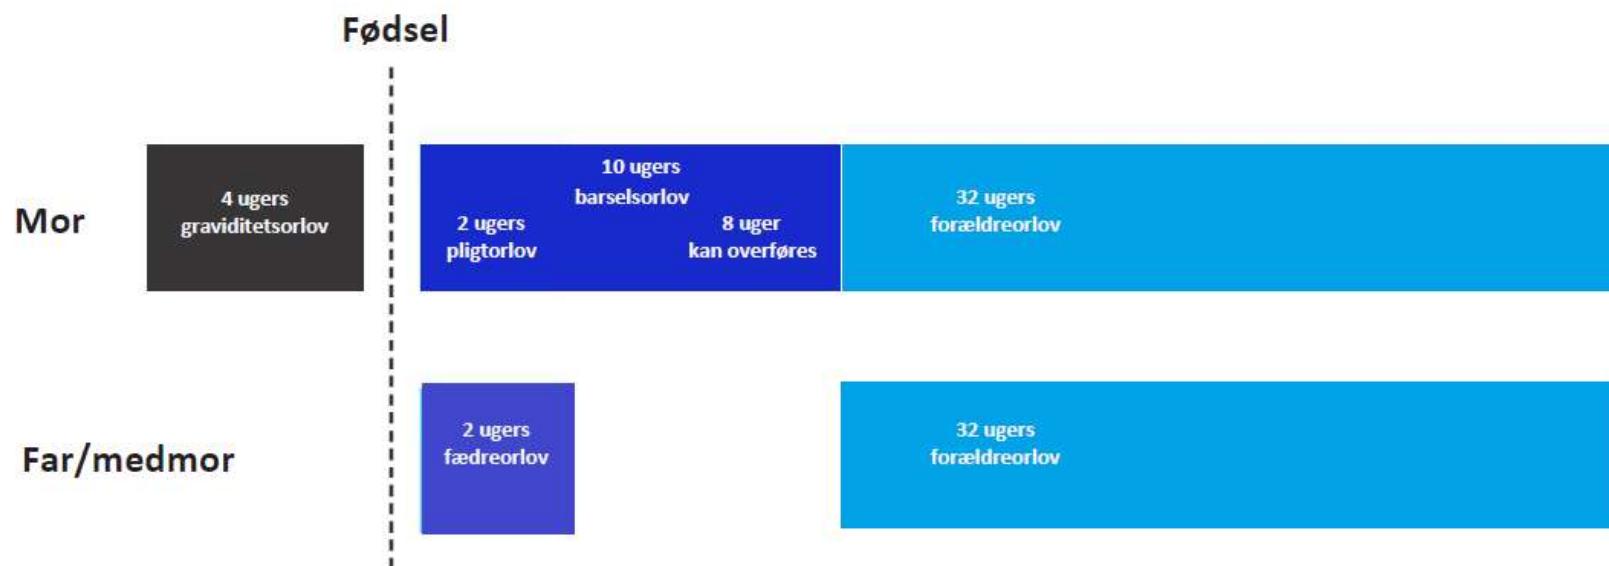 Fødsel
Mor
4 ugers
graviditetsorlov
10 ugers
barselsorlov
2 ugers
pligtorlov
8 uger
kan overføres
32 ugers
forældreorlov
Far/medmor
2 ugers
fædreorlov
32 ugers
forældreorlov